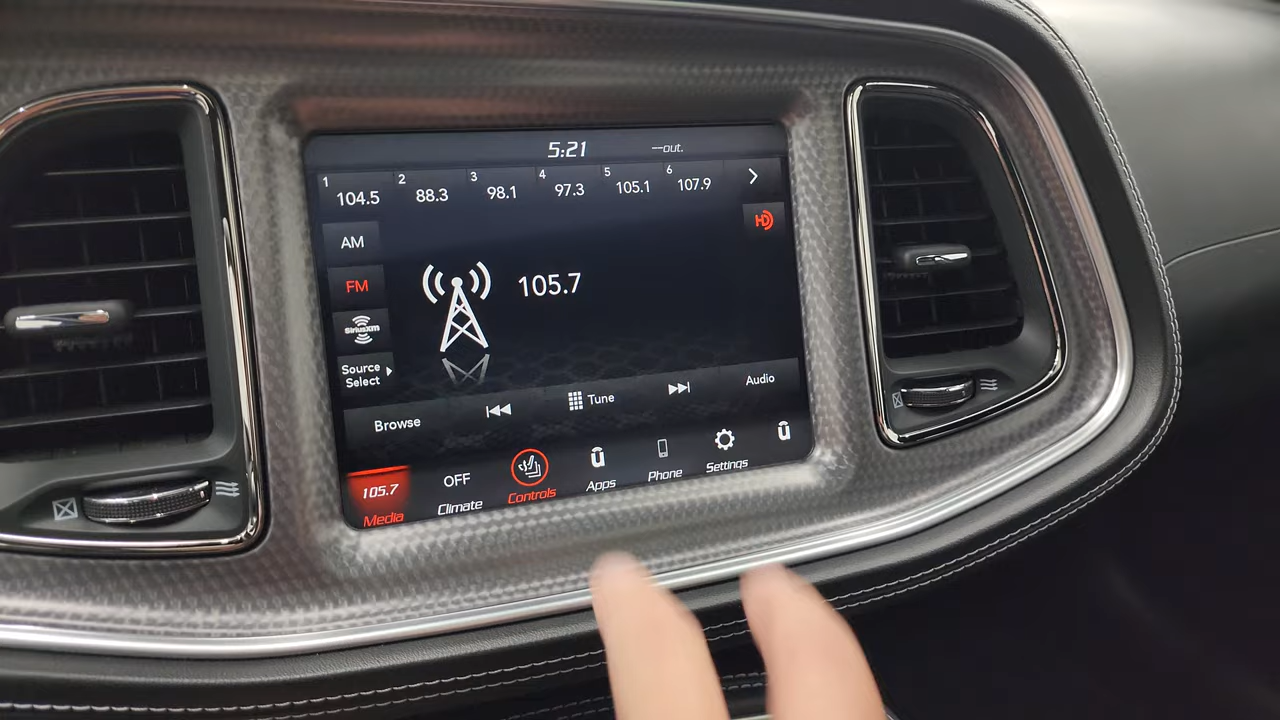 5:21 --out.
1 104.5 2 88.3 3 98.1 4 97.3 5 105.1 6 107.9
HD
AM
FM
105.7
SiriusXM
Source
Select
Browse Tune Audio
105.7 OFF
Media Climate Controls Apps Phone Settings